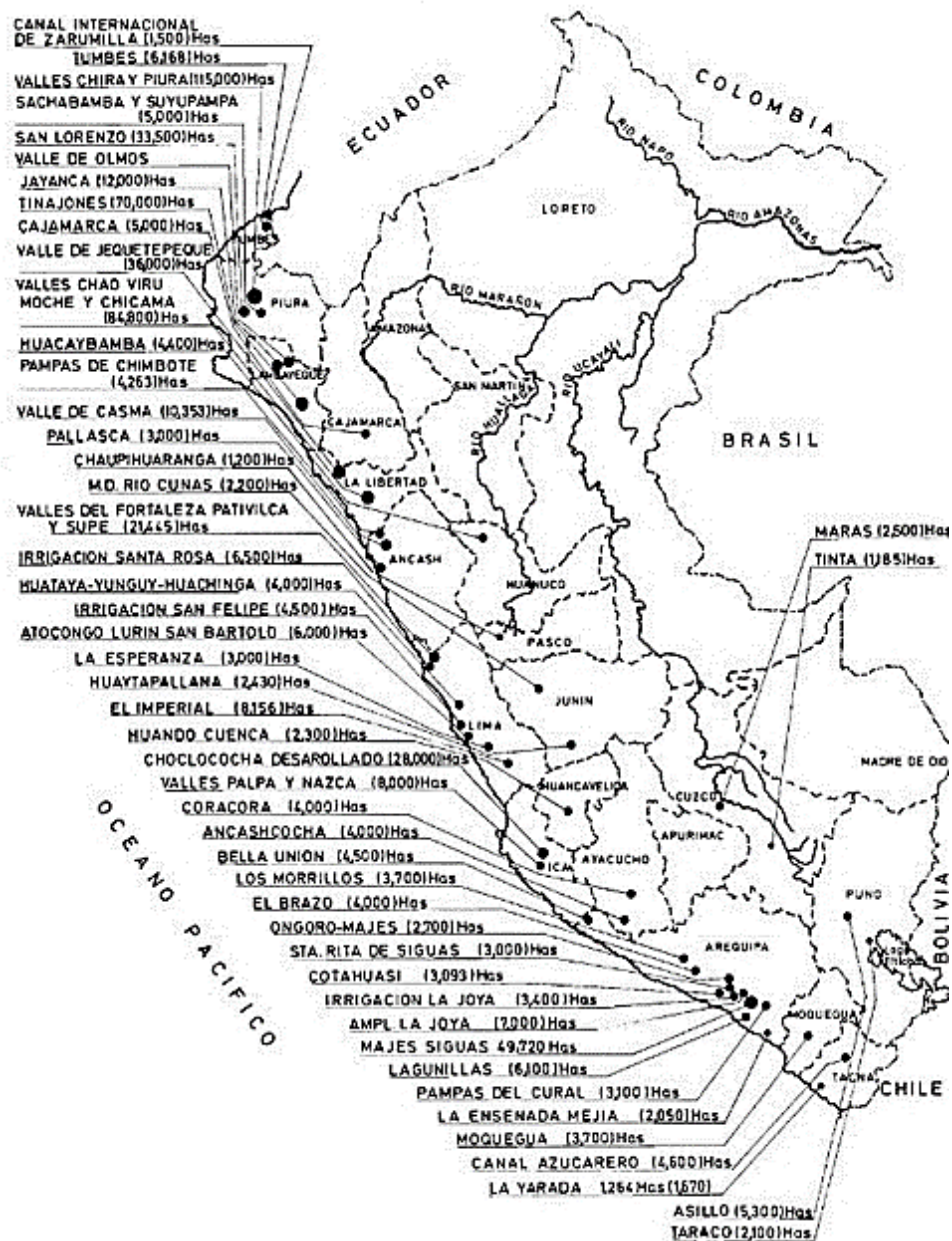 CANAL INTERNACIONAL
DE ZARUMILLA (1,500)Has
TUMBES (6,168)Has
VALLES CHIRA Y PIURA (115,000)Has
SACHABAMBA Y SUYUPAMPA
(5,000)Has
SAN LORENZO (33,500)Has
VALLE DE OLMOS
JAYANCA (12,000)Has
TINAJONES (70,000)Has
CAJAMARCA (5,000)Has
VALLE DE JEQUETEPEQUE
(36,000)Has
VALLES CHAO VIRU
MOCHE Y CHICAMA
(84,800)Has
HUACAYBAMBA (4,400)Has
PAMPAS DE CHIMBOTE
(4,263)Has
VALLE DE CASMA (10,353)Has
PALLASCA (3,000)Has
CHAUPIHUARANGA (1,200)Has
M.D. RIO CUNAS (2,200)Has
VALLES DEL FORTALEZA PATIVILCA
Y SUPE (21,445)Has
IRRIGACION SANTA ROSA (6,500)Has
HUATAYA-YUNGUY-HUACHINGA (4,000)Has
IRRIGACION SAN FELIPE (4,500)Has
ATOCONGO LURIN SAN BARTOLO (6,000)Has
LA ESPERANZA (3,000)Has
HUAYTAPALLANA (2,430)Has
EL IMPERIAL (8,156)Has
HUANDO CUENCA (2,300)Has
CHOCLOCOCHA DESAROLLADO (28,000)Has
VALLES PALPA Y NAZCA (8,000)Has
CORACORA (4,000)Has
ANCASHCOCHA (4,000)Has
BELLA UNION (4,500)Has
LOS MORRILLOS (3,700)Has
EL BRAZO (4,000)Has
ONGORO-MAJES (2,700)Has
STA. RITA DE SIGUAS (3,000)Has
COTAHUASI (3,093)Has
IRRIGACION LA JOYA (3,400)Has
AMPL. LA JOYA (7,000)Has
MAJES SIGUAS 49,720 Has
LAGUNILLAS (6,100)Has
PAMPAS DEL CURAL (3,100)Has
LA ENSENADA MEJIA (2,050)Has
MOQUEGUA (3,700)Has
CANAL AZUCARERO (4,600)Has
LA YARADA 1,264 Has (1,670)
ASILLO (5,300)Has
TARACO (2,100)Has
MARAS (2,500)Has
TINTA (1,185)Has
ECUADOR
COLOMBIA
BRASIL
BOLIVIA
CHILE
OCEANO PACIFICO
RIO NAPO
RIO AMAZONAS
RIO MARAÑON
RIO UCAYALI
RIO HUALLAGA
LORETO
PIURA
AMAZONAS
SAN MARTIN
CAJAMARCA
LA LIBERTAD
ANCASH
HUANUCO
PASCO
JUNIN
LIMA
HUANCAVELICA
MADRE DE DIO
CUZCO
APURIMAC
AYACUCHO
ICA
PUNO
AREQUIPA
MOQUEGUA
TACNA